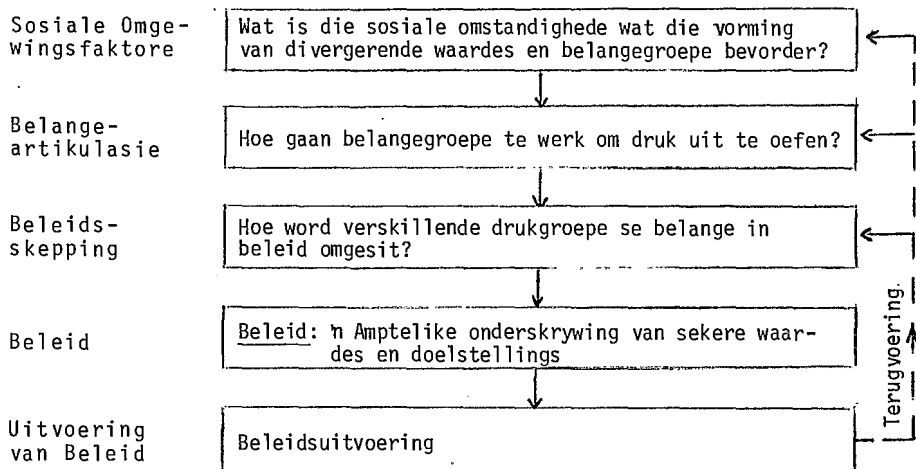 Sosiale Omge-
wingsfaktore
Wat is die sosiale omstandighede wat die vorming
van divergerende waardes en belangegroepe bevorder?
Belange-
artikulasie
Hoe gaan belangegroepe te werk om druk uit te oefen?
Beleids-
skepping
Hoe word verskillende drukgroepe se belange in
beleid omgesit?
Beleid
Beleid: 'n Amptelike onderskrywing van sekere waar-
des en doelstellings
Uitvoering
van Beleid
Beleidsuitvoering
Terugvoering.